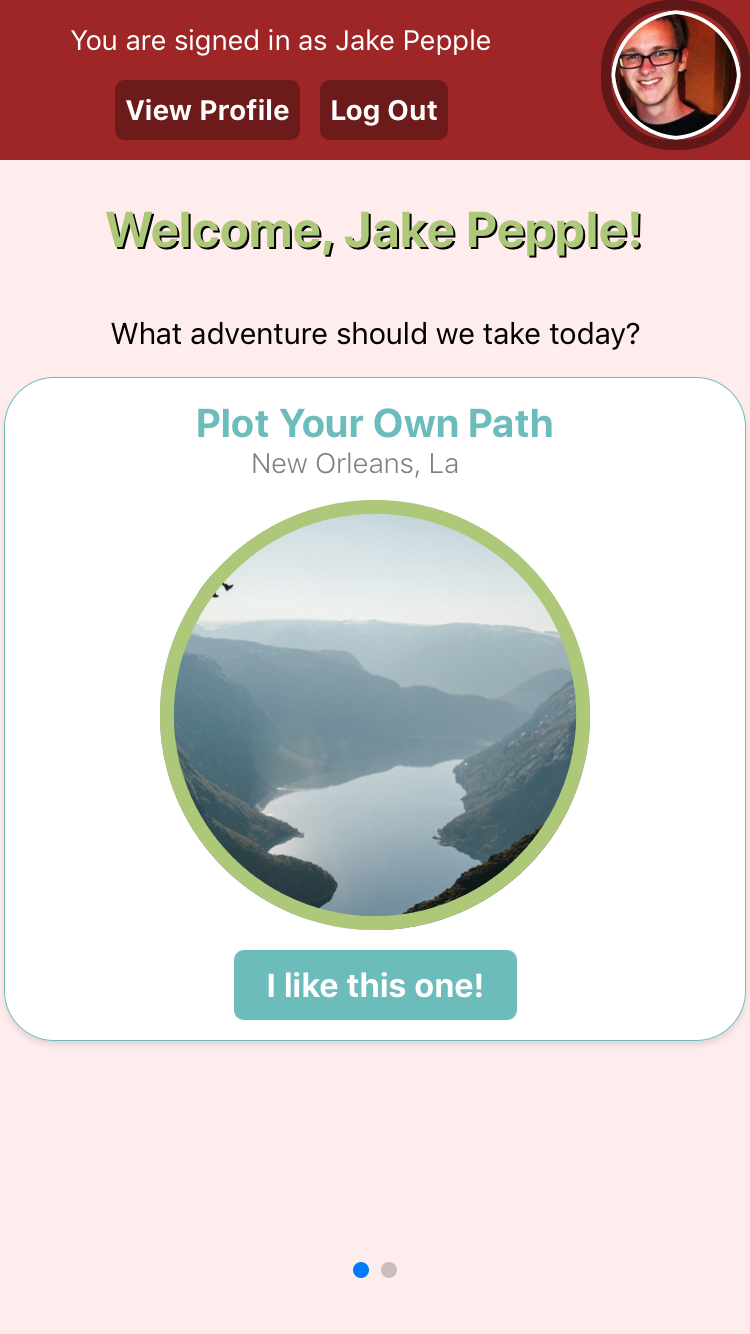 You are signed in as Jake Pepple
View Profile Log Out
Welcome, Jake Pepple!
What adventure should we take today?
Plot Your Own Path
New Orleans, La
I like this one!